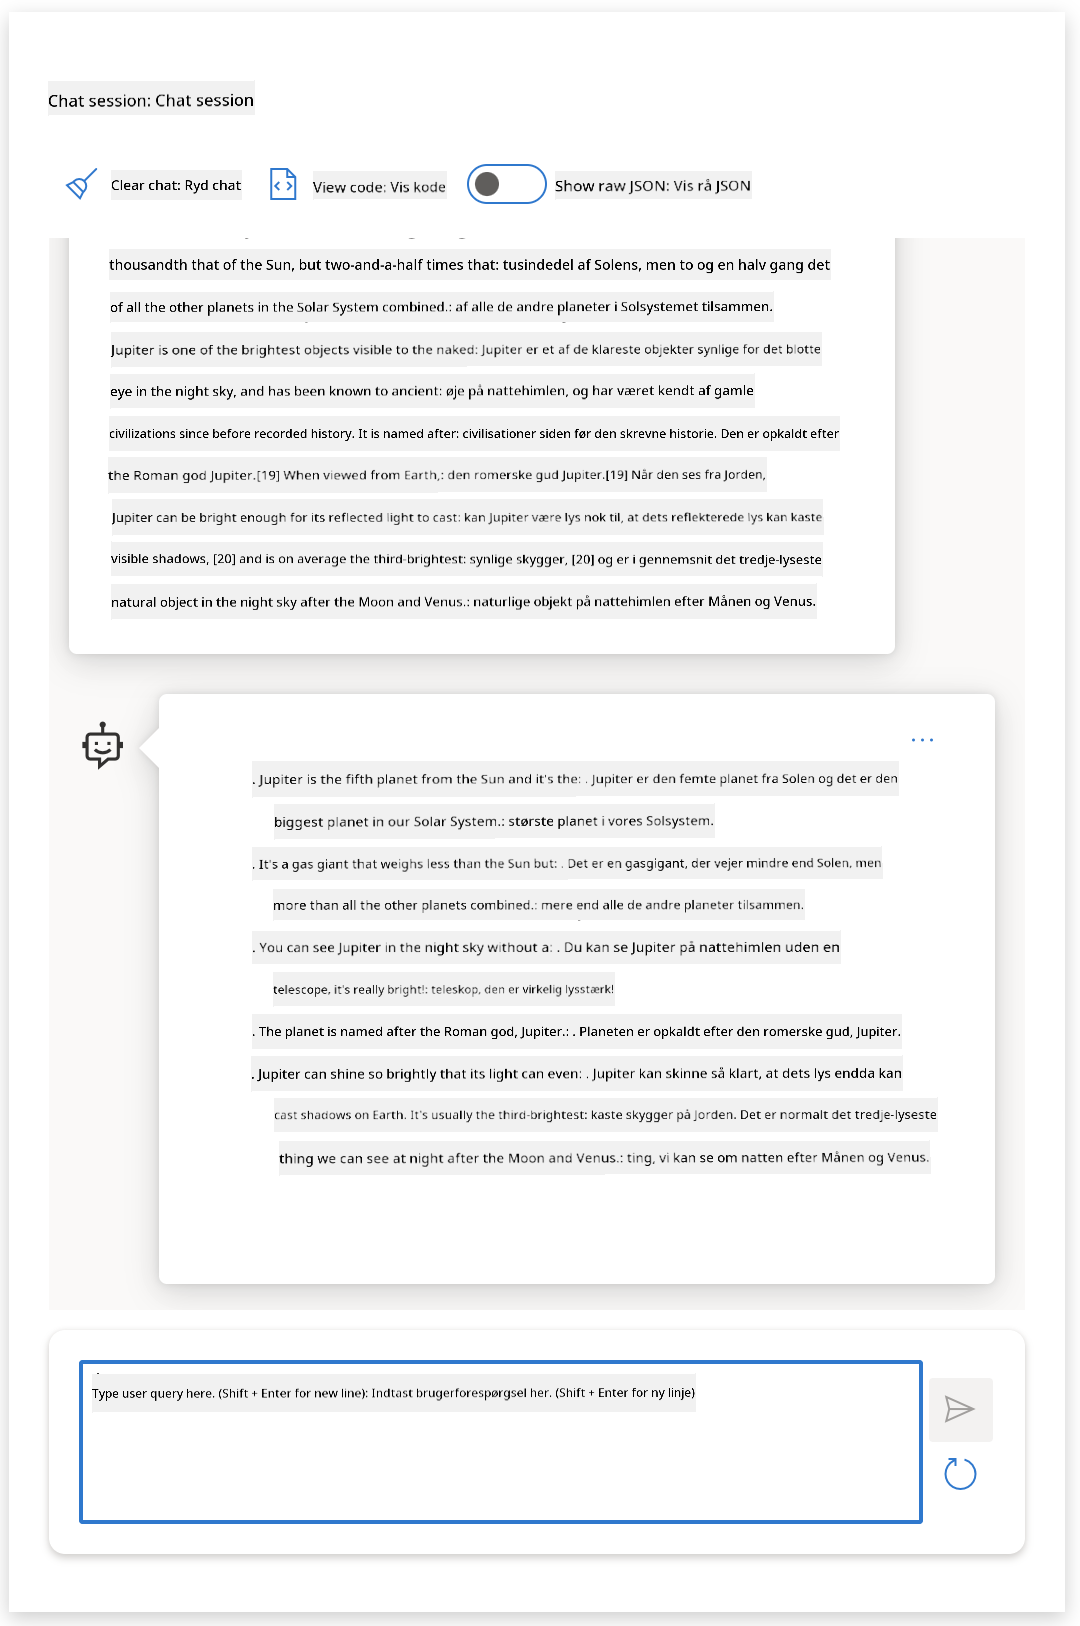 Chat session: Chat session
Clear chat: Ryd chat
View code: Vis kode
Show raw JSON: Vis rå JSON
thousandth that of the Sun, but two-and-a-half times that: tusindedel af Solens, men to og en halv gang det
of all the other planets in the Solar System combined.: af alle de andre planeter i Solsystemet tilsammen.
Jupiter is one of the brightest objects visible to the naked: Jupiter er et af de klareste objekter synlige for det blotte
eye in the night sky, and has been known to ancient: øje på nattehimlen, og har været kendt af gamle
civilizations since before recorded history. It is named after: civilisationer siden før den skrevne historie. Den er opkaldt efter
the Roman god Jupiter.[19] When viewed from Earth,: den romerske gud Jupiter.[19] Når den ses fra Jorden,
Jupiter can be bright enough for its reflected light to cast: kan Jupiter være lys nok til, at dets reflekterede lys kan kaste
visible shadows, [20] and is on average the third-brightest: synlige skygger, [20] og er i gennemsnit det tredje-lyseste
natural object in the night sky after the Moon and Venus.: naturlige objekt på nattehimlen efter Månen og Venus.
. Jupiter is the fifth planet from the Sun and it's the: . Jupiter er den femte planet fra Solen og det er den
biggest planet in our Solar System.: største planet i vores Solsystem.
. It's a gas giant that weighs less than the Sun but: . Det er en gasgigant, der vejer mindre end Solen, men
more than all the other planets combined.: mere end alle de andre planeter tilsammen.
. You can see Jupiter in the night sky without a: . Du kan se Jupiter på nattehimlen uden en
telescope, it's really bright!: teleskop, den er virkelig lysstærk!
. The planet is named after the Roman god, Jupiter.: . Planeten er opkaldt efter den romerske gud, Jupiter.
. Jupiter can shine so brightly that its light can even: . Jupiter kan skinne så klart, at dets lys endda kan
cast shadows on Earth. It's usually the third-brightest: kaste skygger på Jorden. Det er normalt det tredje-lyseste
thing we can see at night after the Moon and Venus.: ting, vi kan se om natten efter Månen og Venus.
Type user query here. (Shift + Enter for new line): Indtast brugerforespørgsel her. (Shift + Enter for ny linje)